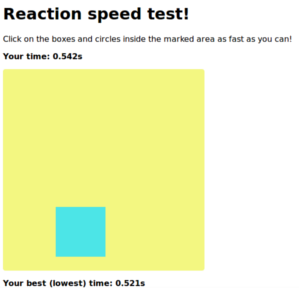 Reaction speed test!
Click on the boxes and circles inside the marked area as fast as you can!
Your time: 0.542s
Your best (lowest) time: 0.521s